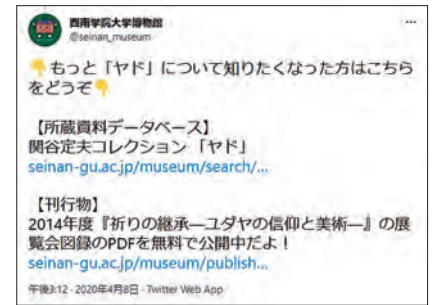 西南学院大学博物館
@seinan_museum
👇もっと「ヤド」について知りたくなった方はこちら
をどうぞ👇
【所蔵資料データベース】
関谷定夫コレクション「ヤド」
seinan-gu.ac.jp/museum/search/...
【刊行物】
2014年度『祈りの継承―ユダヤの信仰と美術―』の展
覧会図録のPDFを無料で公開中だよ！
seinan-gu.ac.jp/museum/publish...
午後3:12 · 2020年4月8日 · Twitter Web App